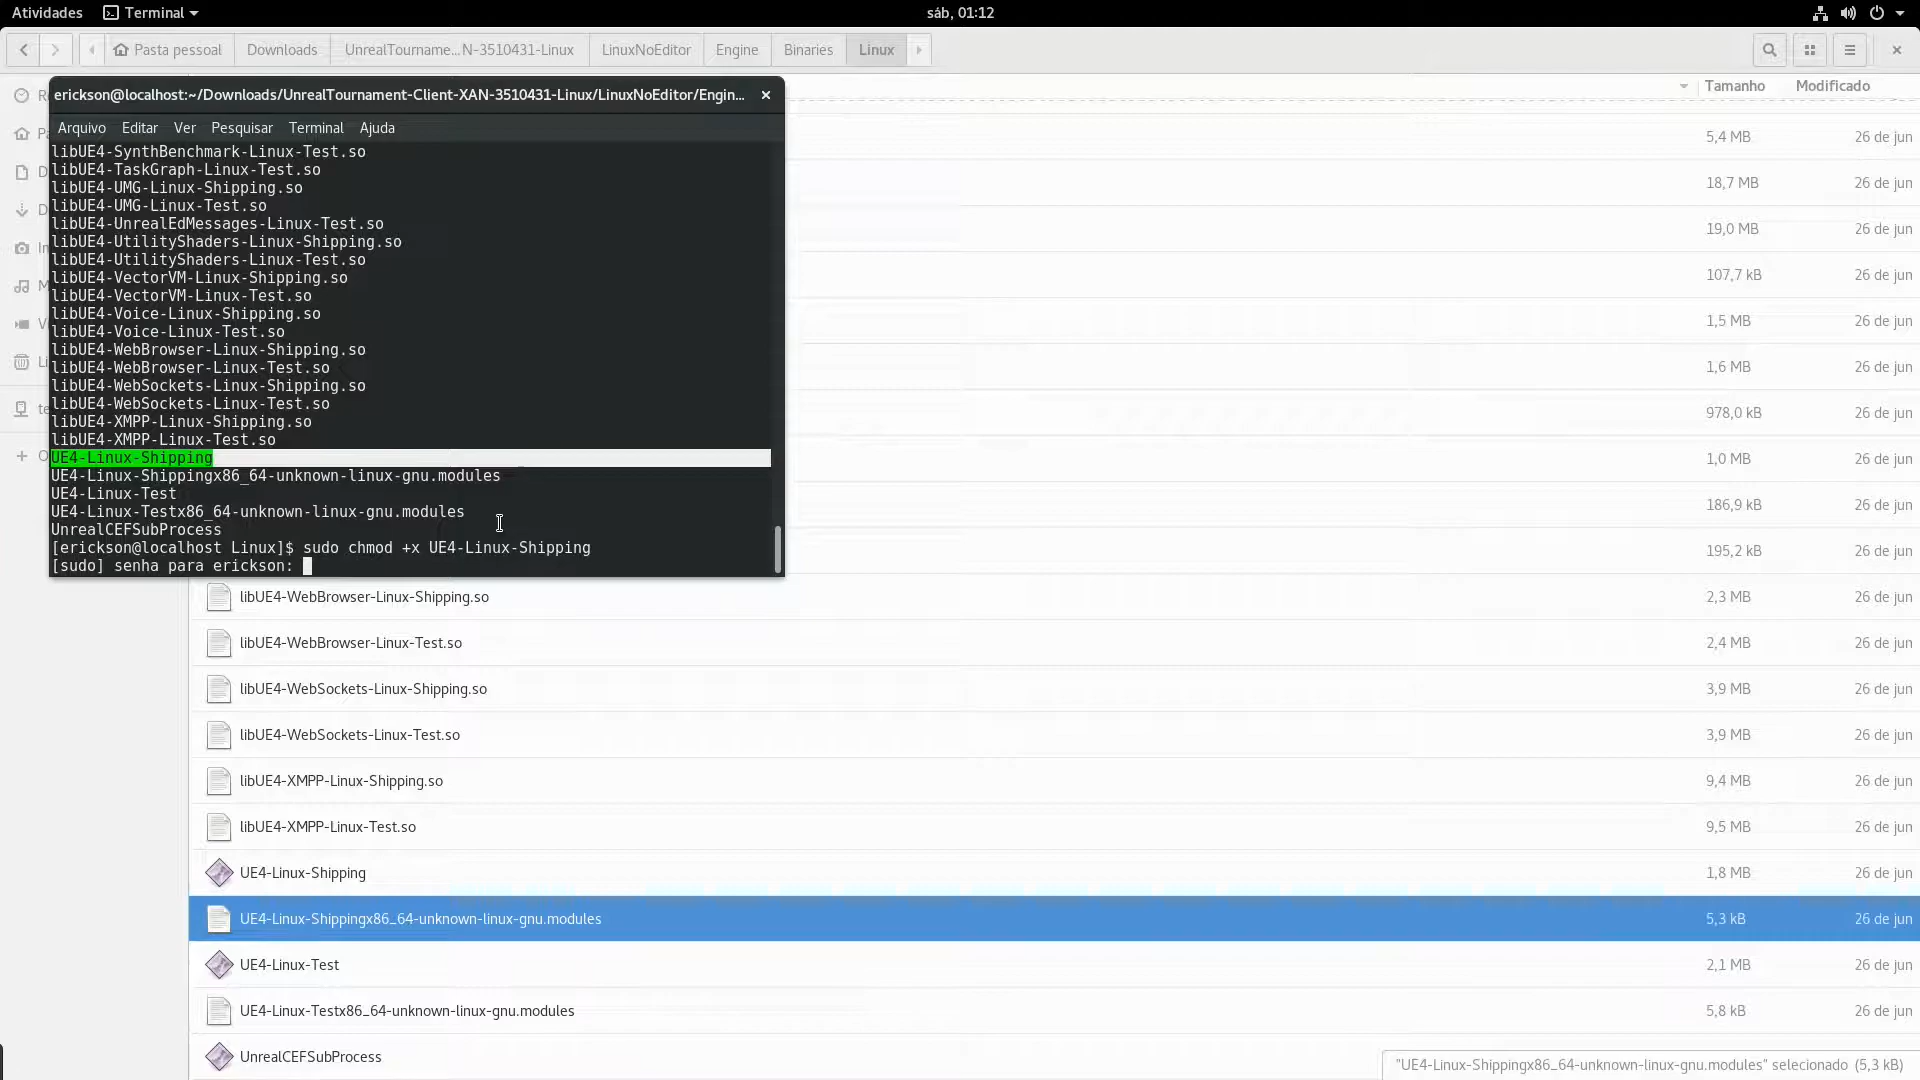 Atividades Terminal sáb, 01:12
Pasta pessoal Downloads UnrealTourname...N-3510431-Linux LinuxNoEditor Engine Binaries Linux
Tamanho Modificado
erickson@localhost:~/Downloads/UnrealTournament-Client-XAN-3510431-Linux/LinuxNoEditor/Engin...
Arquivo Editar Ver Pesquisar Terminal Ajuda
libUE4-SynthBenchmark-Linux-Test.so
libUE4-TaskGraph-Linux-Test.so
libUE4-UMG-Linux-Shipping.so
libUE4-UMG-Linux-Test.so
libUE4-UnrealEdMessages-Linux-Test.so
libUE4-UtilityShaders-Linux-Shipping.so
libUE4-UtilityShaders-Linux-Test.so
libUE4-VectorVM-Linux-Shipping.so
libUE4-VectorVM-Linux-Test.so
libUE4-Voice-Linux-Shipping.so
libUE4-Voice-Linux-Test.so
libUE4-WebBrowser-Linux-Shipping.so
libUE4-WebBrowser-Linux-Test.so
libUE4-WebSockets-Linux-Shipping.so
libUE4-WebSockets-Linux-Test.so
libUE4-XMPP-Linux-Shipping.so
libUE4-XMPP-Linux-Test.so
UE4-Linux-Shipping
UE4-Linux-Shippingx86_64-unknown-linux-gnu.modules
UE4-Linux-Test
UE4-Linux-Testx86_64-unknown-linux-gnu.modules
UnrealCEFSubProcess
[erickson@localhost Linux]$ sudo chmod +x UE4-Linux-Shipping
[sudo] senha para erickson:
5,4 MB 26 de jun
18,7 MB 26 de jun
19,0 MB 26 de jun
107,7 kB 26 de jun
1,5 MB 26 de jun
1,6 MB 26 de jun
978,0 kB 26 de jun
1,0 MB 26 de jun
186,9 kB 26 de jun
195,2 kB 26 de jun
libUE4-WebBrowser-Linux-Shipping.so 2,3 MB 26 de jun
libUE4-WebBrowser-Linux-Test.so 2,4 MB 26 de jun
libUE4-WebSockets-Linux-Shipping.so 3,9 MB 26 de jun
libUE4-WebSockets-Linux-Test.so 3,9 MB 26 de jun
libUE4-XMPP-Linux-Shipping.so 9,4 MB 26 de jun
libUE4-XMPP-Linux-Test.so 9,5 MB 26 de jun
UE4-Linux-Shipping 1,8 MB 26 de jun
UE4-Linux-Shippingx86_64-unknown-linux-gnu.modules 5,3 kB 26 de jun
UE4-Linux-Test 2,1 MB 26 de jun
UE4-Linux-Testx86_64-unknown-linux-gnu.modules 5,8 kB 26 de jun
UnrealCEFSubProcess
"UE4-Linux-Shippingx86_64-unknown-linux-gnu.modules" selecionado (5,3 kB)